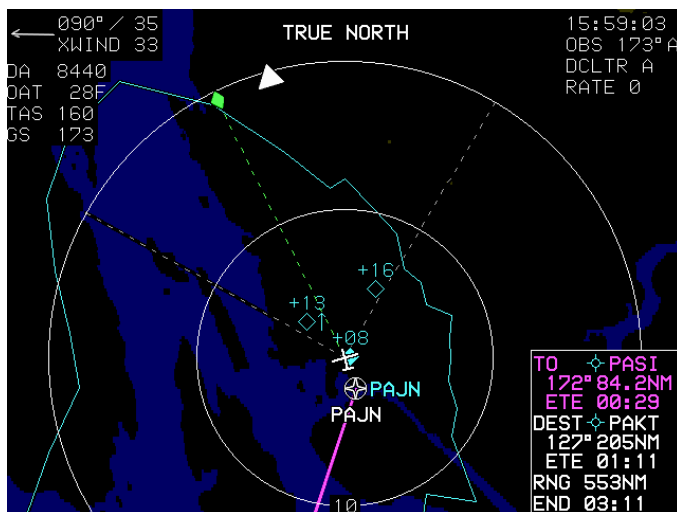 090° / 35
XWIND 33
DA 8440
OAT 28F
TAS 160
GS 173
TRUE NORTH
15:59:03
OBS 173°A
DCLTR A
RATE 0
+16
+13
+08
PAJN
PAJN
10
TO PASI
172° 84.2NM
ETE 00:29
DEST PAKT
127° 205NM
ETE 01:11
RNG 553NM
END 03:11